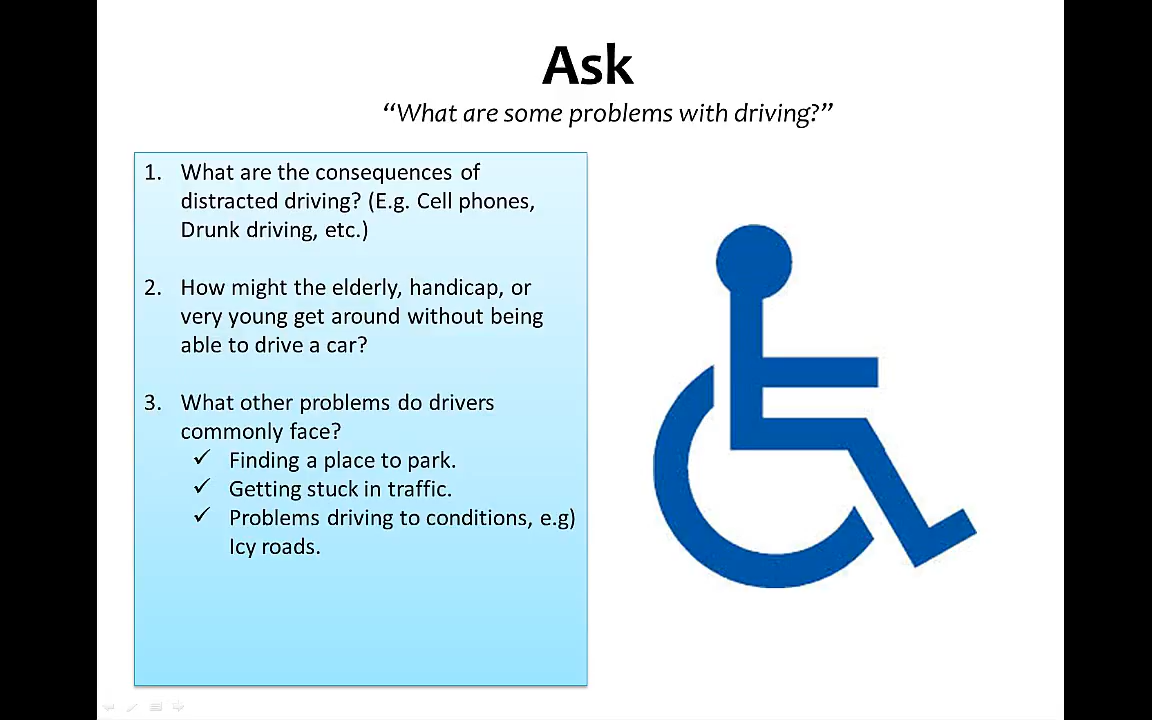 Ask
“What are some problems with driving?”
1. What are the consequences of
distracted driving? (E.g. Cell phones,
Drunk driving, etc.)
2. How might the elderly, handicap, or
very young get around without being
able to drive a car?
3. What other problems do drivers
commonly face?
✓ Finding a place to park.
✓ Getting stuck in traffic.
✓ Problems driving to conditions, e.g)
Icy roads.